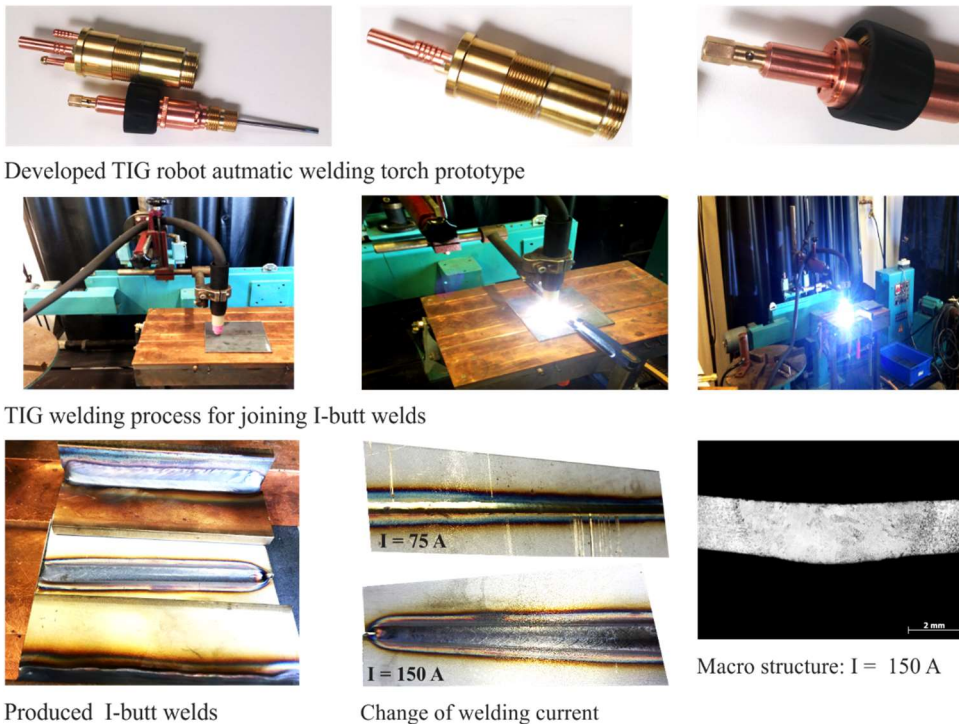 Developed TIG robot autmatic welding torch prototype
TIG welding process for joining I-butt welds
I = 75 A
I = 150 A
2 mm
Macro structure: I = 150 A
Produced I-butt welds
Change of welding current